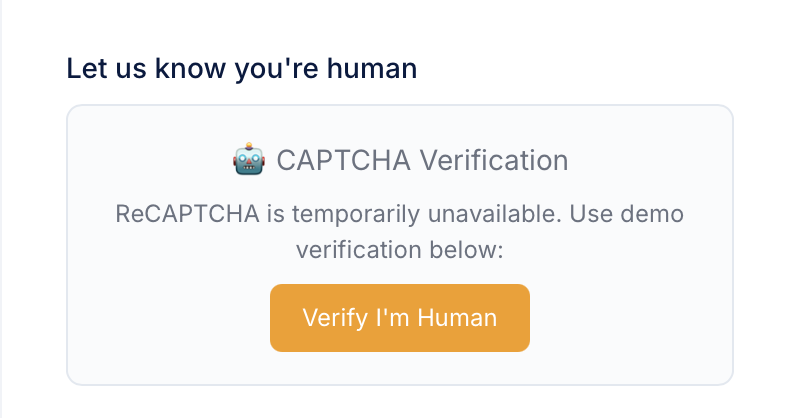 Let us know you're human
🤖 CAPTCHA Verification
ReCAPTCHA is temporarily unavailable. Use demo
verification below:
Verify I'm Human